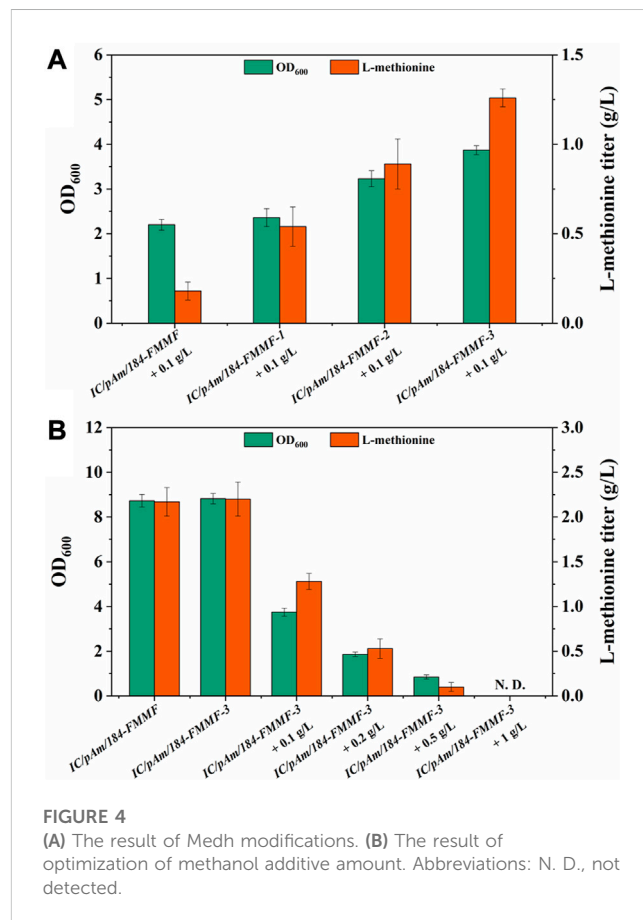 A
OD600
L-methionine
6
5
4
3
2
1
0
OD600
1.5
1.2
0.9
0.6
0.3
0.0
L-methionine titer (g/L)
IC/pAm/184-FMMF
+ 0.1 g/L
IC/pAm/184-FMMF-1
+ 0.1 g/L
IC/pAm/184-FMMF-2
+ 0.1 g/L
IC/pAm/184-FMMF-3
+ 0.1 g/L
B
OD600
L-methionine
12
10
8
6
4
2
0
OD600
3.0
2.5
2.0
1.5
1.0
0.5
0.0
L-methionine titer (g/L)
N. D.
IC/pAm/184-FMMF
IC/pAm/184-FMMF-3
IC/pAm/184-FMMF-3
+ 0.1 g/L
IC/pAm/184-FMMF-3
+ 0.2 g/L
IC/pAm/184-FMMF-3
+ 0.5 g/L
IC/pAm/184-FMMF-3
+ 1 g/L
FIGURE 4
(A) The result of Medh modifications. (B) The result of
optimization of methanol additive amount. Abbreviations: N. D., not
detected.